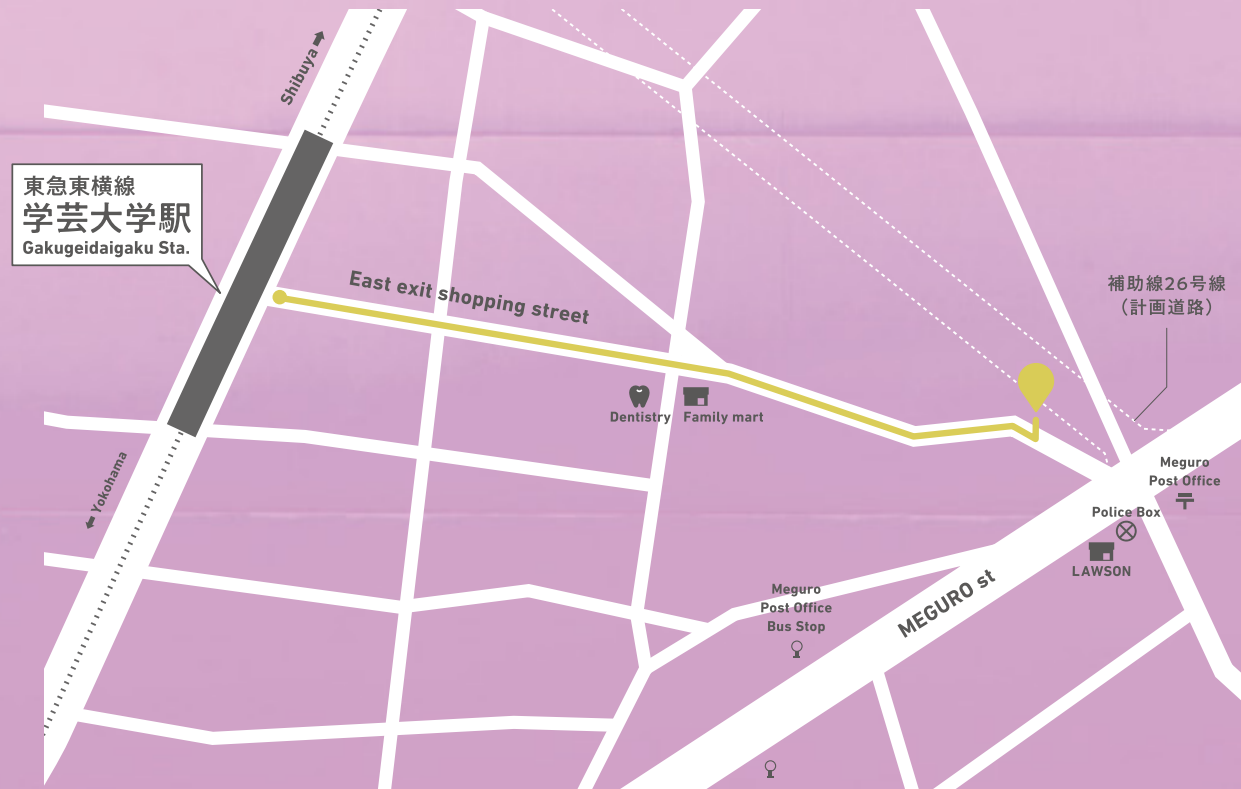 Shibuya
東急東横線
学芸大学駅
Gakugeidaigaku Sta.
East exit shopping street
補助線26号線
（計画道路）
Dentistry
Family mart
Yokohama
Meguro
Post Office
Police Box
LAWSON
MEGURO st
Meguro
Post Office
Bus Stop